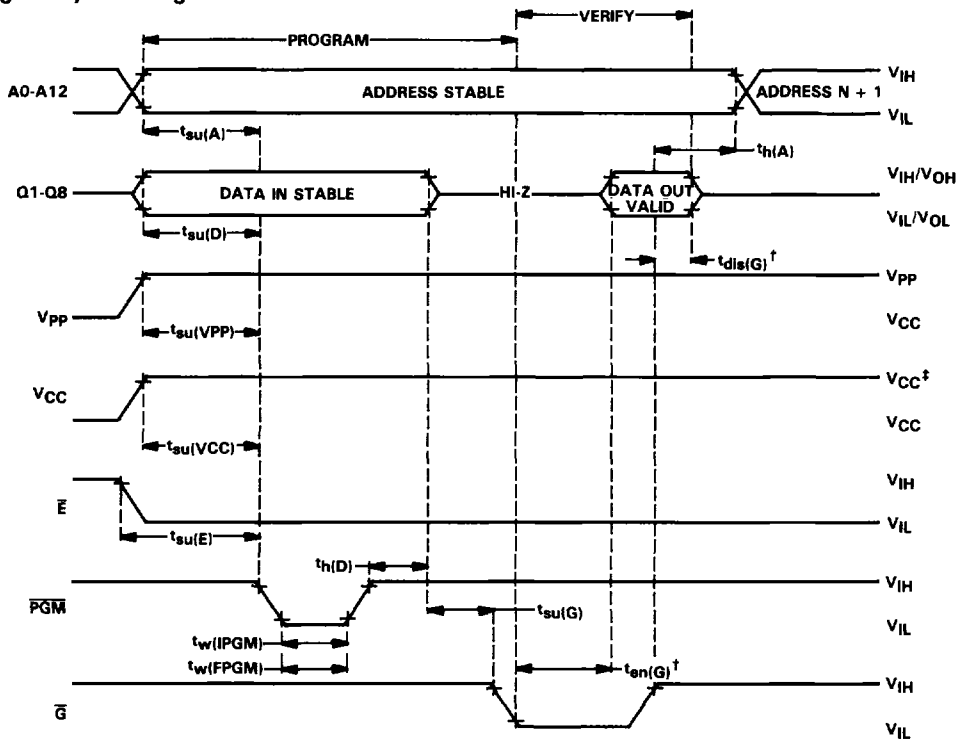 VERIFY
PROGRAM
A0-A12 ADDRESS STABLE ADDRESS N + 1 VIH
VIL
tsu(A)
th(A)
Q1-Q8 DATA IN STABLE HI-Z DATA OUT VALID VIH/VOH
VIL/VOL
tsu(D)
tdis(G)†
VPP VPP
tsu(VPP) VCC
VCC VCC‡
VCC
tsu(VCC)
E VIH
VIL
tsu(E)
th(D)
PGM VIH
tsu(G)
VIL
tw(IPGM)
tw(FPGM)
ten(G)†
G VIH
VIL